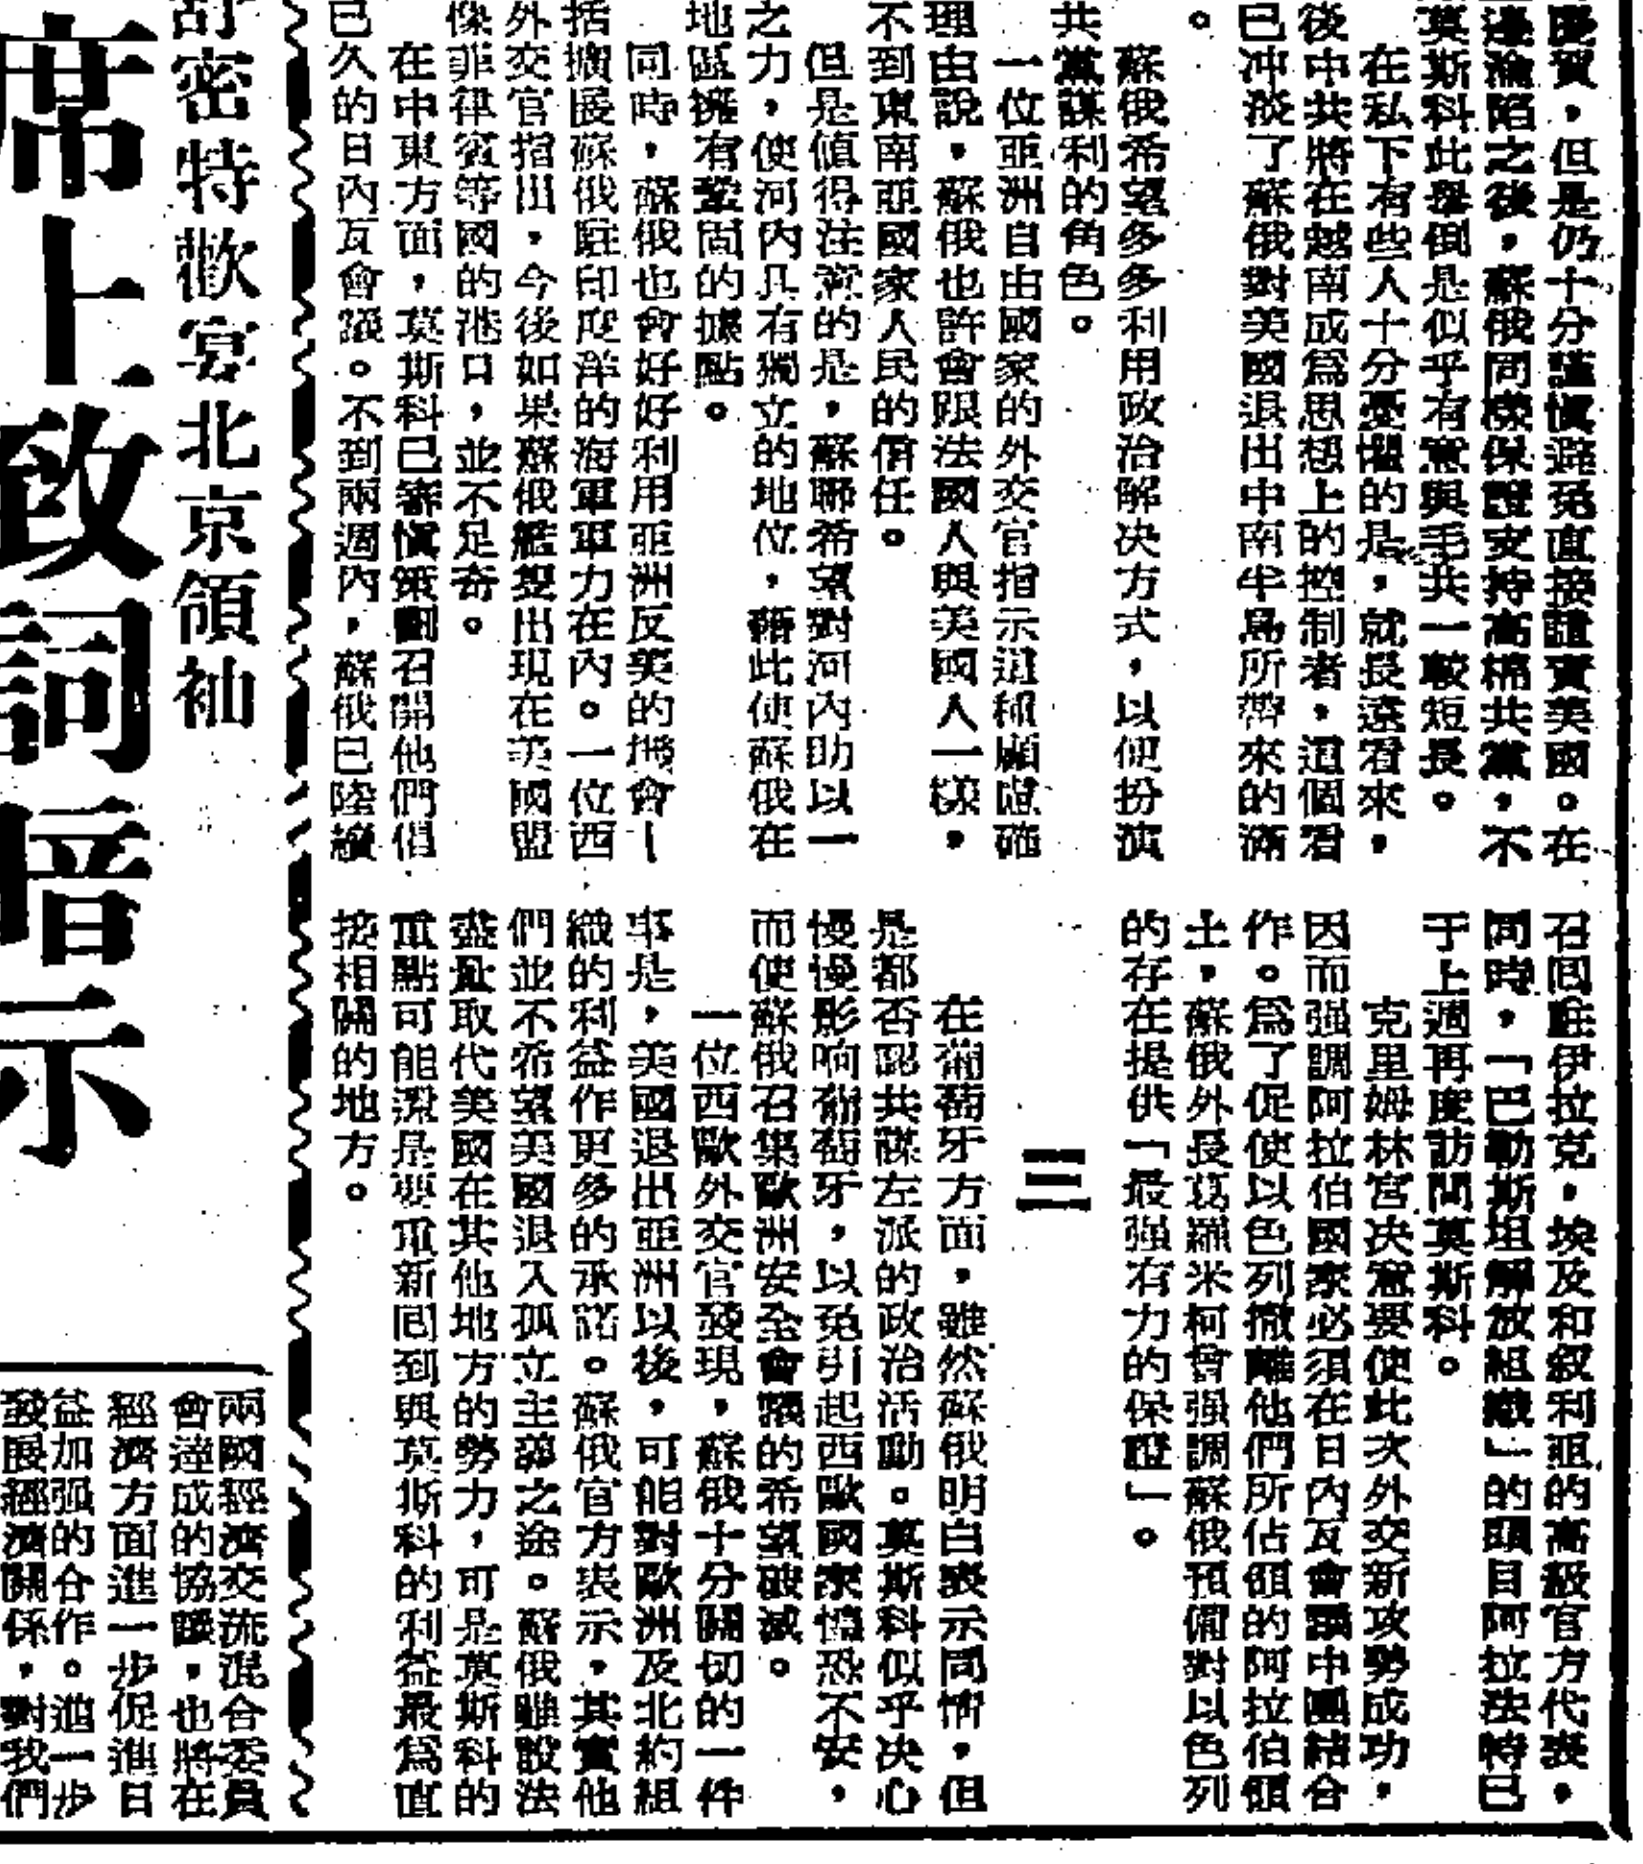 慶賀，但是仍十分謹愼避免直接譴責美國。在
邊淪陷之後，蘇俄同樣保證支持高棉共黨，不
莫斯科此舉倒是似乎有意與毛共一較短長。
在私下有些人十分憂懼的是，就長遠看來，
後中共將在越南成爲思想上的控制者，這個看
已冲淡了蘇俄對美國退出中南半島所帶來的滿
。
蘇俄希望多多利用政治解决方式，以便扮演
共黨謀利的角色。
一位亞洲自由國家的外交官指示這種顧慮確
理由說，蘇俄也許會跟法國人與美國人一樣，
不到東南亞國家人民的信任。
但是値得注意的是，蘇聯希望對河內助以一
之力，使河內具有獨立的地位，藉此使蘇俄在
地區擁有鞏固的據點。
同時，蘇俄也會好好利用亞洲反美的機會—
括擴展蘇俄駐印度洋的海軍軍力在內。一位西
外交官指出，今後如果蘇俄艦隻出現在美國盟
像菲律賓等國的港口，並不足奇。
在中東方面，莫斯科已審愼策劃召開他們倡
已久的日內瓦會議。不到兩週內，蘇俄已陸續
召回駐伊拉克，埃及和叙利亞的高級官方代表，
同時，「巴勒斯坦解放組織」的頭目阿拉法特已
于上週再度訪問莫斯科。
克里姆林宮决意要使此次外交新攻勢成功，
因而强調阿拉伯國家必須在日內瓦會議中團結合
作。爲了促使以色列撤離他們所佔領的阿拉伯領
土，蘇俄外長葛羅米柯曾强調蘇俄預備對以色列
的存在提供「最强有力的保證」。
三
在葡萄牙方面，雖然蘇俄明白表示同情，但
是都否認共謀左派的政治活動。莫斯科似乎决心
慢慢影响葡萄牙，以免引起西歐國家惶恐不安，
而使蘇俄召集歐洲安全會議的希望破滅。
一位西歐外交官發現，蘇俄十分關切的一件
事是，美國退出亞洲以後，可能對歐洲及北約組
織的利益作更多的承諾。蘇俄官方表示，其實他
們並不希望美國退入孤立主義之途。蘇俄雖設法
盡量取代美國在其他地方的勢力，可是莫斯科的
重點可能還是要重新回到與莫斯科的利益最爲直
接相關的地方。
密特歡宴北京領袖
席上致詞暗示
兩國經濟交流混合委員
會達成的協議，也將在
經濟方面進一步促進日
益加强的合作。進一步
發展經濟關係，對我們